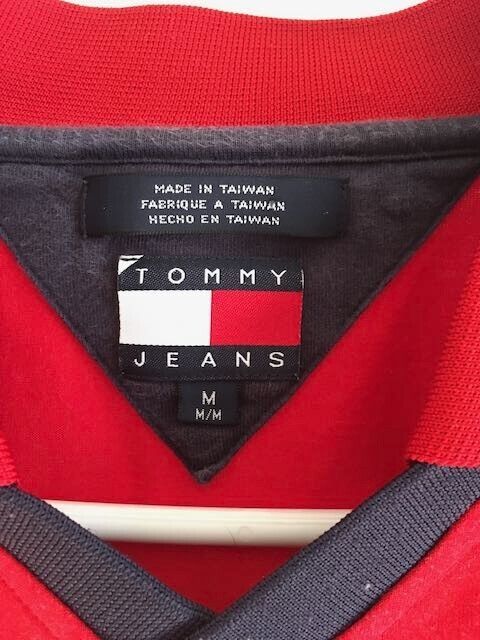 MADE IN TAIWAN
FABRIQUE A TAIWAN
HECHO EN TAIWAN
TOMMY
JEANS
M
M/M